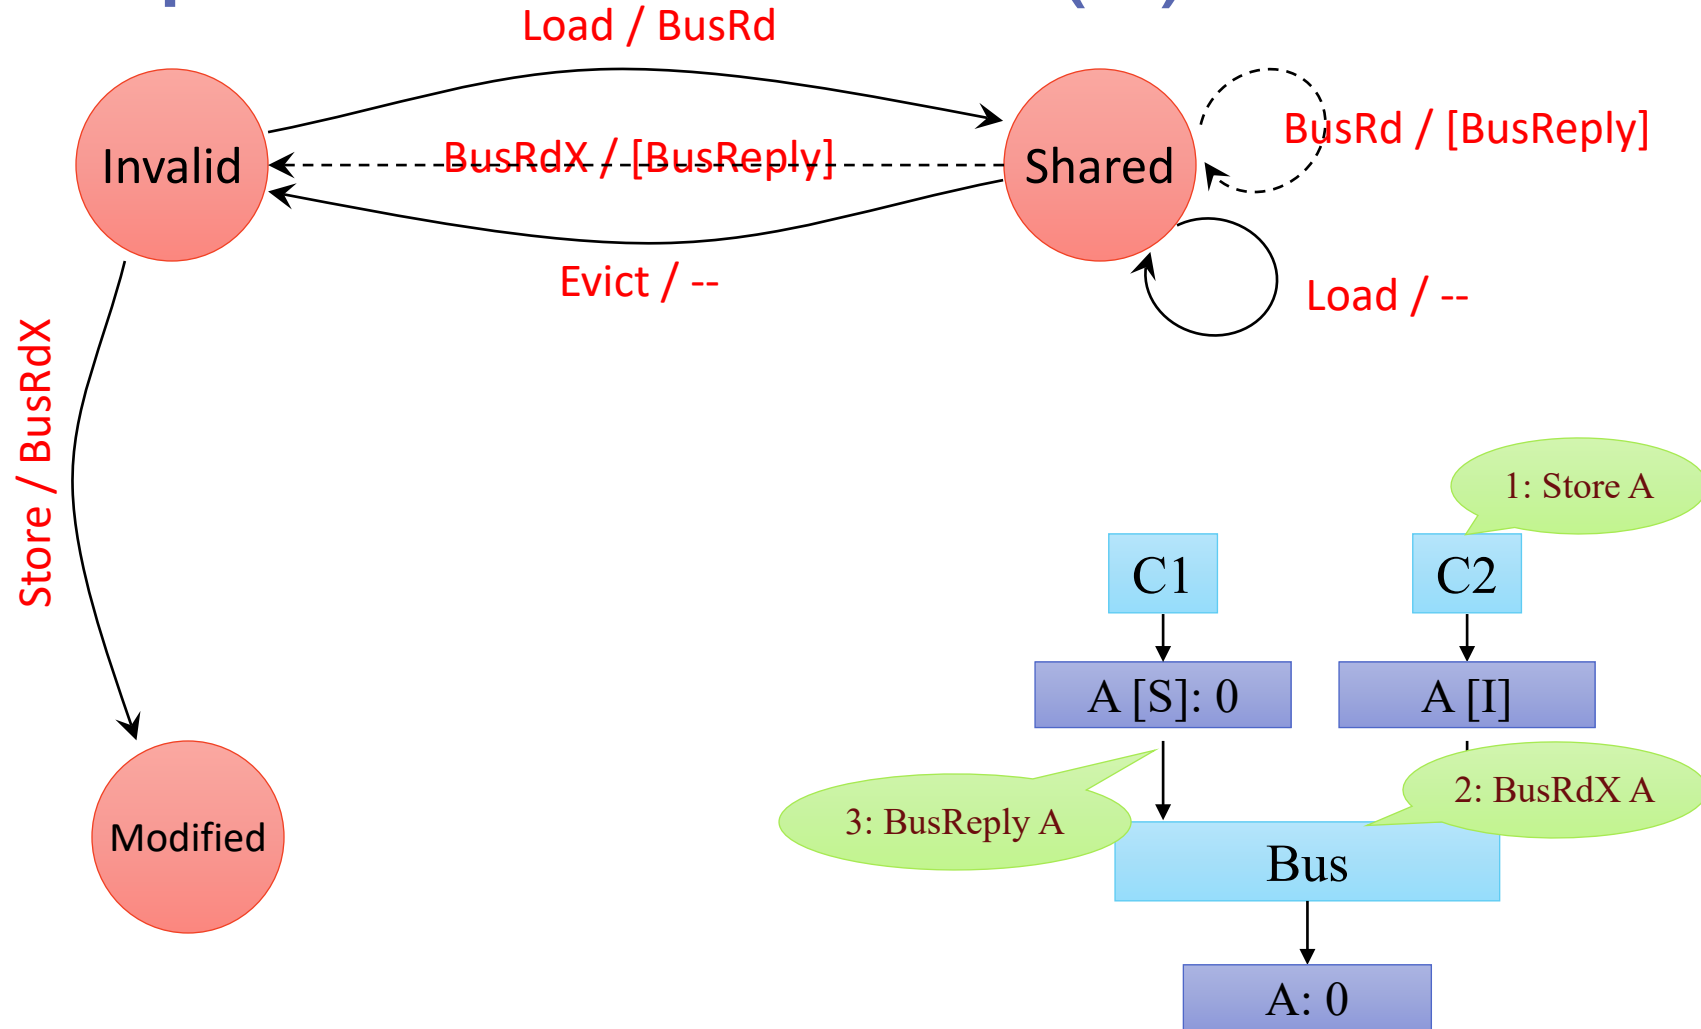 Load / BusRd
BusRd / [BusReply]
Invalid
BusRdX / [BusReply]
Shared
Evict / --
Load / --
Store / BusRdX
1: Store A
C1
C2
A [S]: 0
A [I]
2: BusRdX A
3: BusReply A
Modified
Bus
A: 0